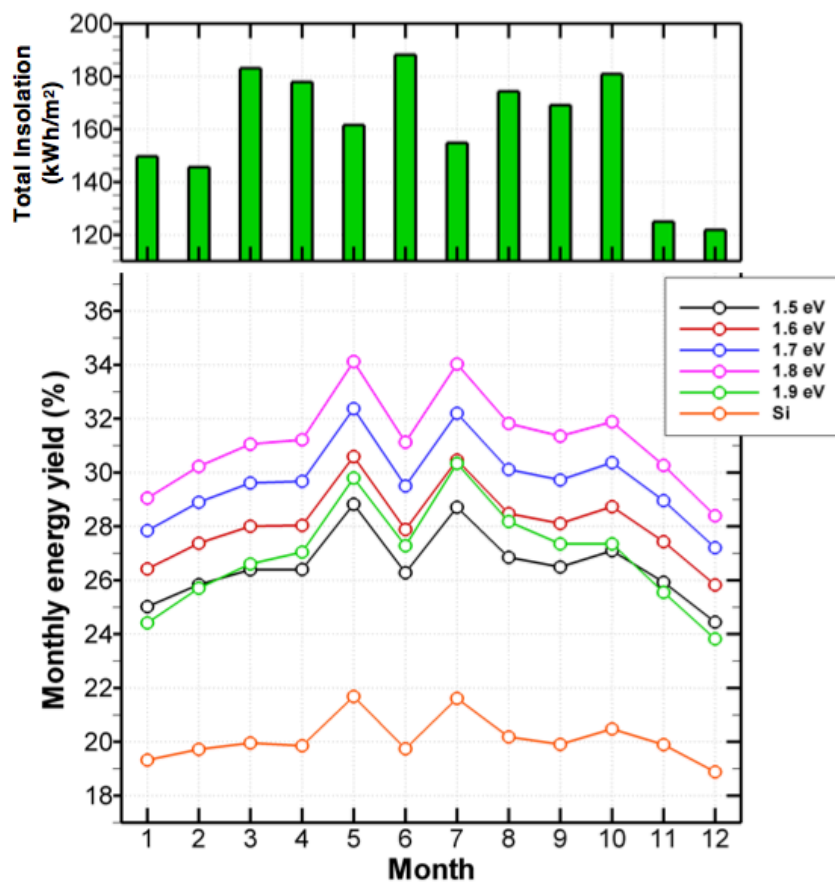 Total Insolation
(kWh/m²)
200
180
160
140
120
Monthly energy yield (%)
36
34
32
30
28
26
24
22
20
18
1.5 eV
1.6 eV
1.7 eV
1.8 eV
1.9 eV
Si
1 2 3 4 5 6 7 8 9 10 11 12
Month